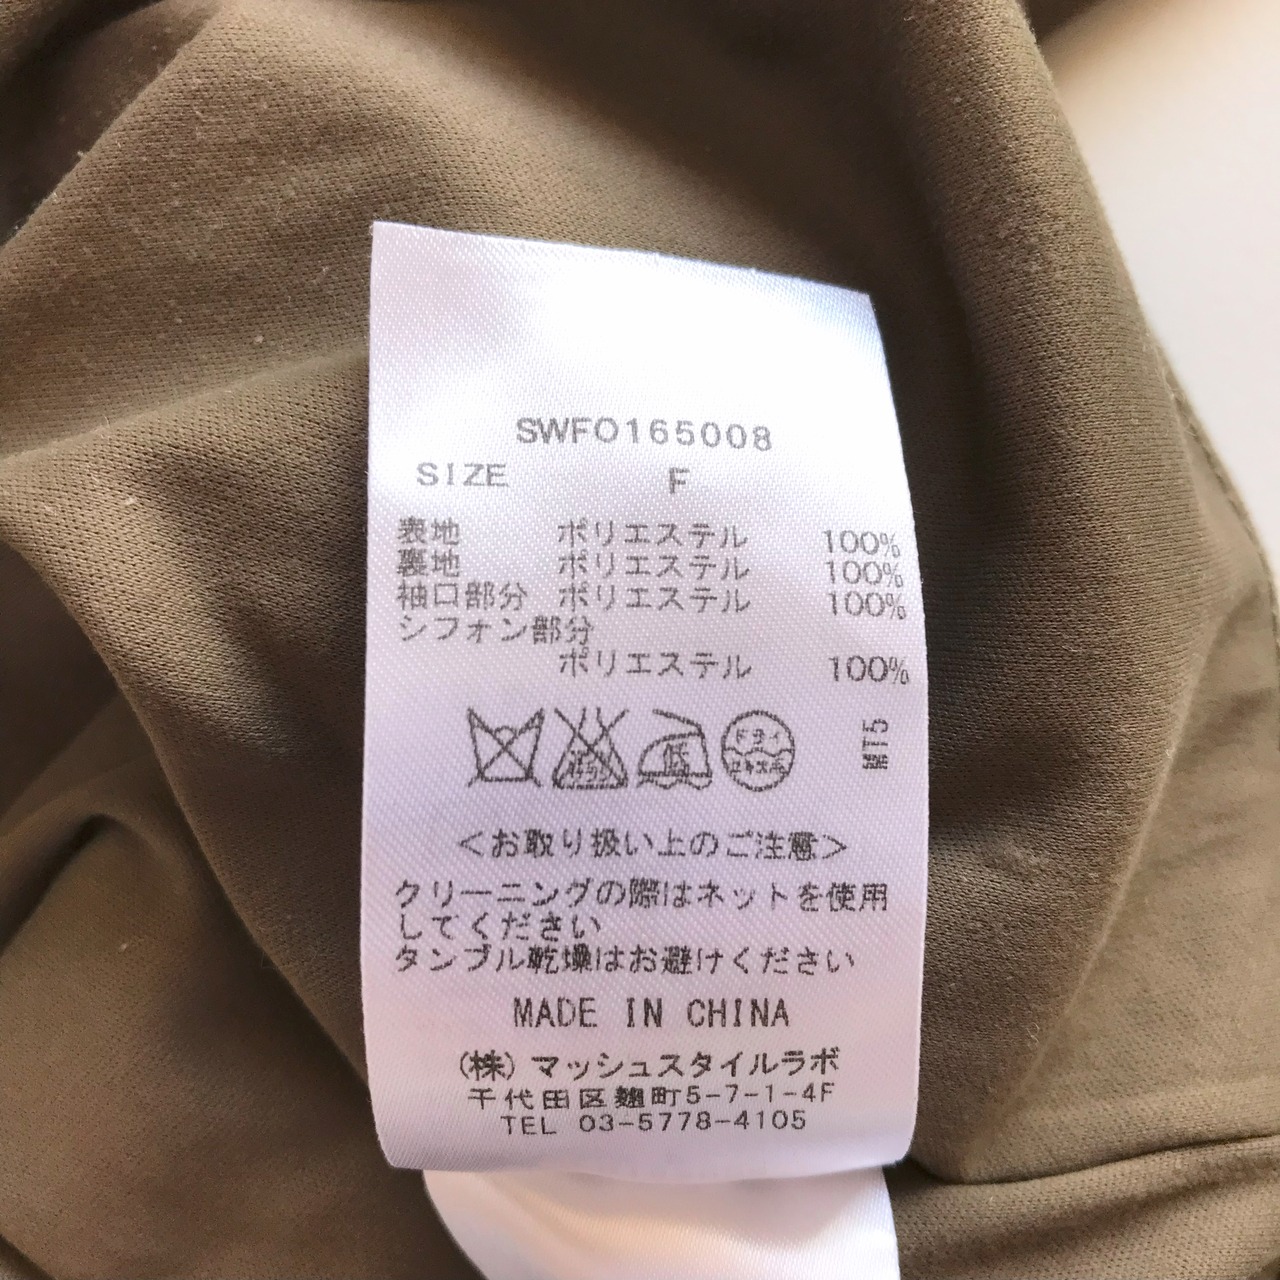 SWFO165008
SIZE F
表地 ポリエステル 100%
裏地 ポリエステル 100%
袖口部分 ポリエステル 100%
シフォン部分
ポリエステル 100%
ドライ
MT5
<お取り扱い上のご注意>
クリーニングの際はネットを使用
してください
タンブル乾燥はお避けください
MADE IN CHINA
(株)マッシュスタイルラボ
千代田区麹町5-7-1-4F
TEL 03-5778-4105